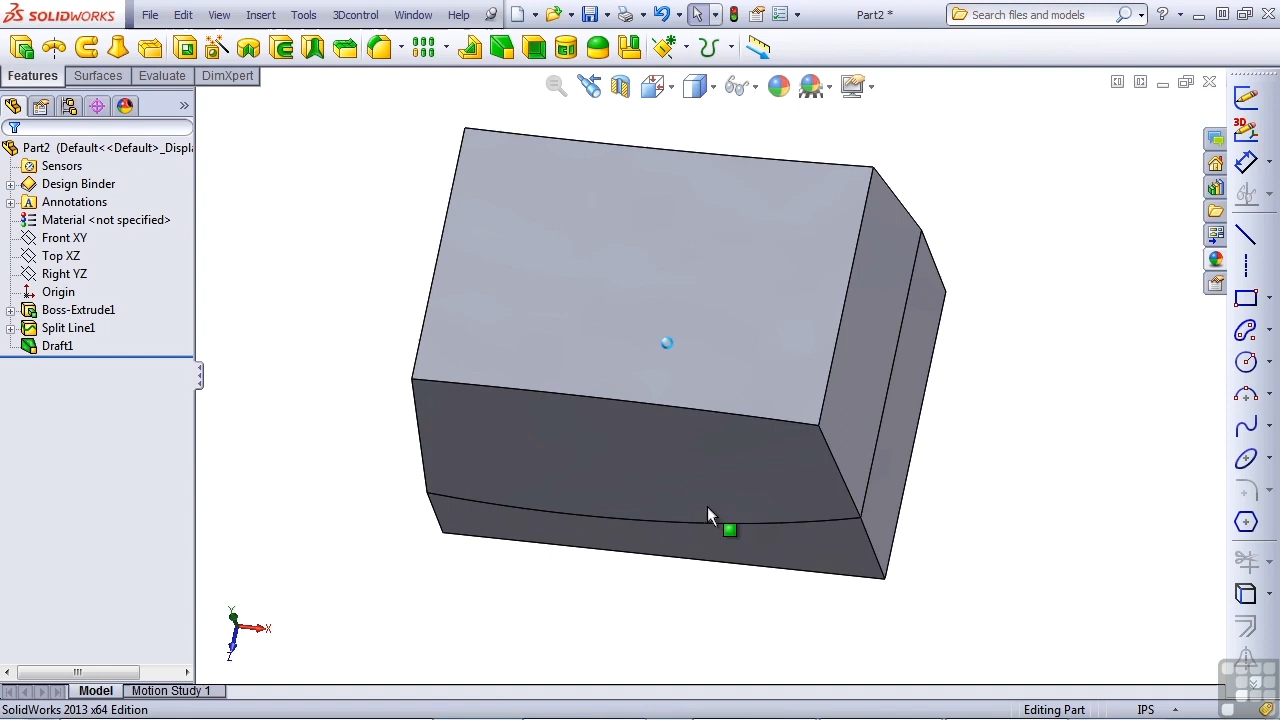 SOLIDWORKS File Edit View Insert Tools 3Dcontrol Window Help Part2 * Search files and models
Features Surfaces Evaluate DimXpert
3D
Part2 (Default<<Default>_Displa
Sensors
Design Binder
A Annotations
Material <not specified>
Front XY
Top XZ
Right YZ
Origin
Boss-Extrude1
Split Line1
Draft1
Y
X
Z
Model Motion Study 1
SolidWorks 2013 x64 Edition Editing Part IPS